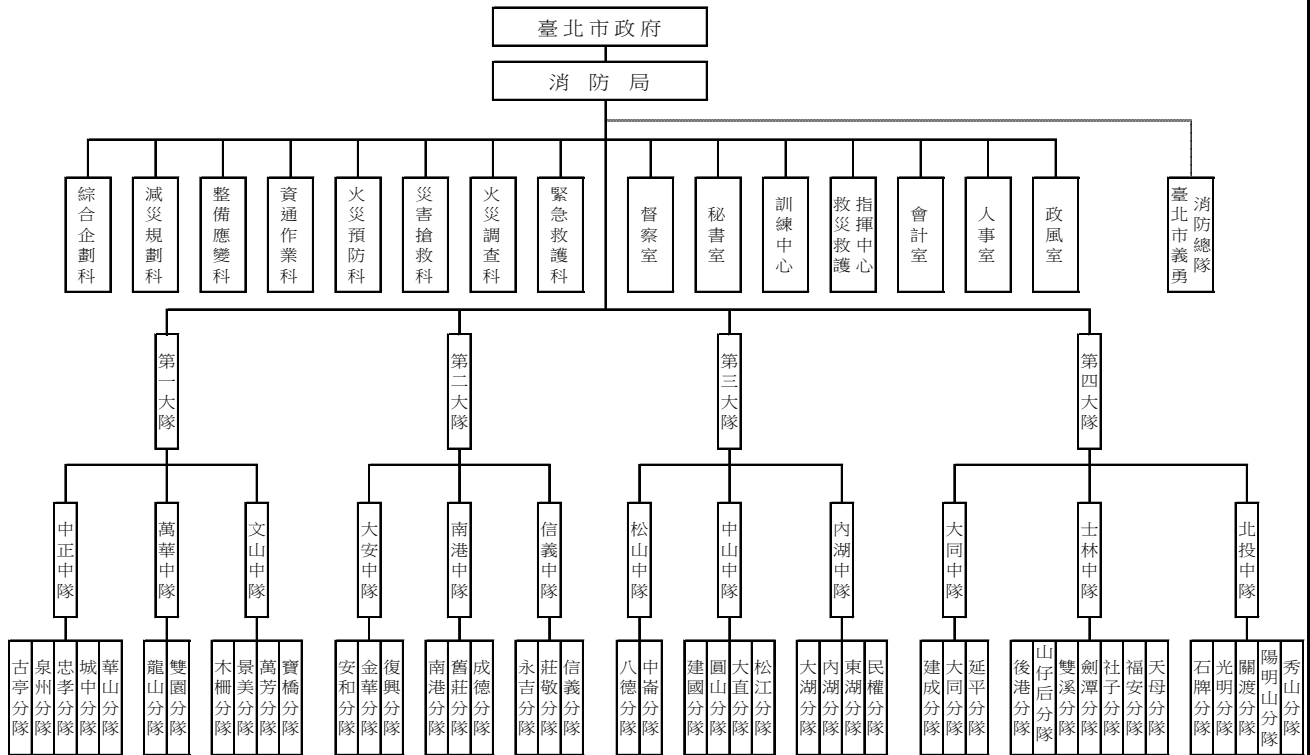 臺北市政府
消防局
綜合企劃科
減災規劃科
整備應變科
資通作業科
火災預防科
災害搶救科
火災調查科
緊急救護科
督察室
秘書室
訓練中心
救災救護
指揮中心
會計室
人事室
政風室
臺北市義勇
消防總隊
第一大隊
第二大隊
第三大隊
第四大隊
中正中隊
萬華中隊
文山中隊
大安中隊
南港中隊
信義中隊
松山中隊
中山中隊
內湖中隊
大同中隊
士林中隊
北投中隊
古亭分隊
泉州分隊
忠孝分隊
城中分隊
華山分隊
龍山分隊
雙園分隊
木柵分隊
景美分隊
萬芳分隊
寶橋分隊
安和分隊
金華分隊
復興分隊
南港分隊
舊莊分隊
成德分隊
永吉分隊
莊敬分隊
信義分隊
八德分隊
中崙分隊
建國分隊
圓山分隊
大直分隊
松江分隊
大湖分隊
內湖分隊
東湖分隊
民權分隊
建成分隊
大同分隊
延平分隊
後港分隊
山仔后分隊
雙溪分隊
劍潭分隊
社子分隊
福安分隊
天母分隊
石牌分隊
光明分隊
關渡分隊
陽明山分隊
秀山分隊